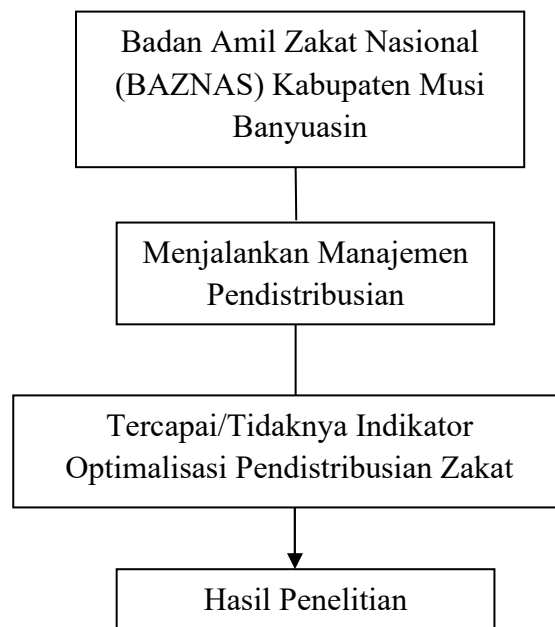 Badan Amil Zakat Nasional
(BAZNAS) Kabupaten Musi
Banyuasin
Menjalankan Manajemen
Pendistribusian
Tercapai/Tidaknya Indikator
Optimalisasi Pendistribusian Zakat
Hasil Penelitian